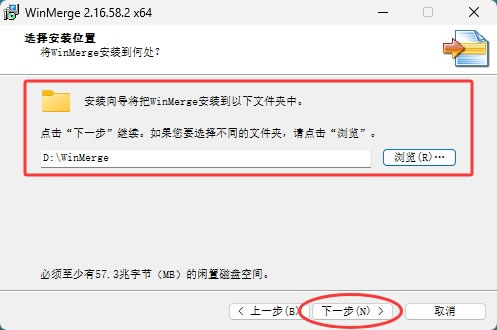 WinMerge 2.16.58.2 x64
选择安装位置
将WinMerge安装到何处?
安装向导将把WinMerge安装到以下文件夹中。
点击“下一步”继续。如果您要选择不同的文件夹,请点击“浏览”。
D:\WinMerge
浏览(R)…
必须至少有57.3兆字节(MB)的闲置磁盘空间。
< 上一步(B)
下一步(N) >
取消